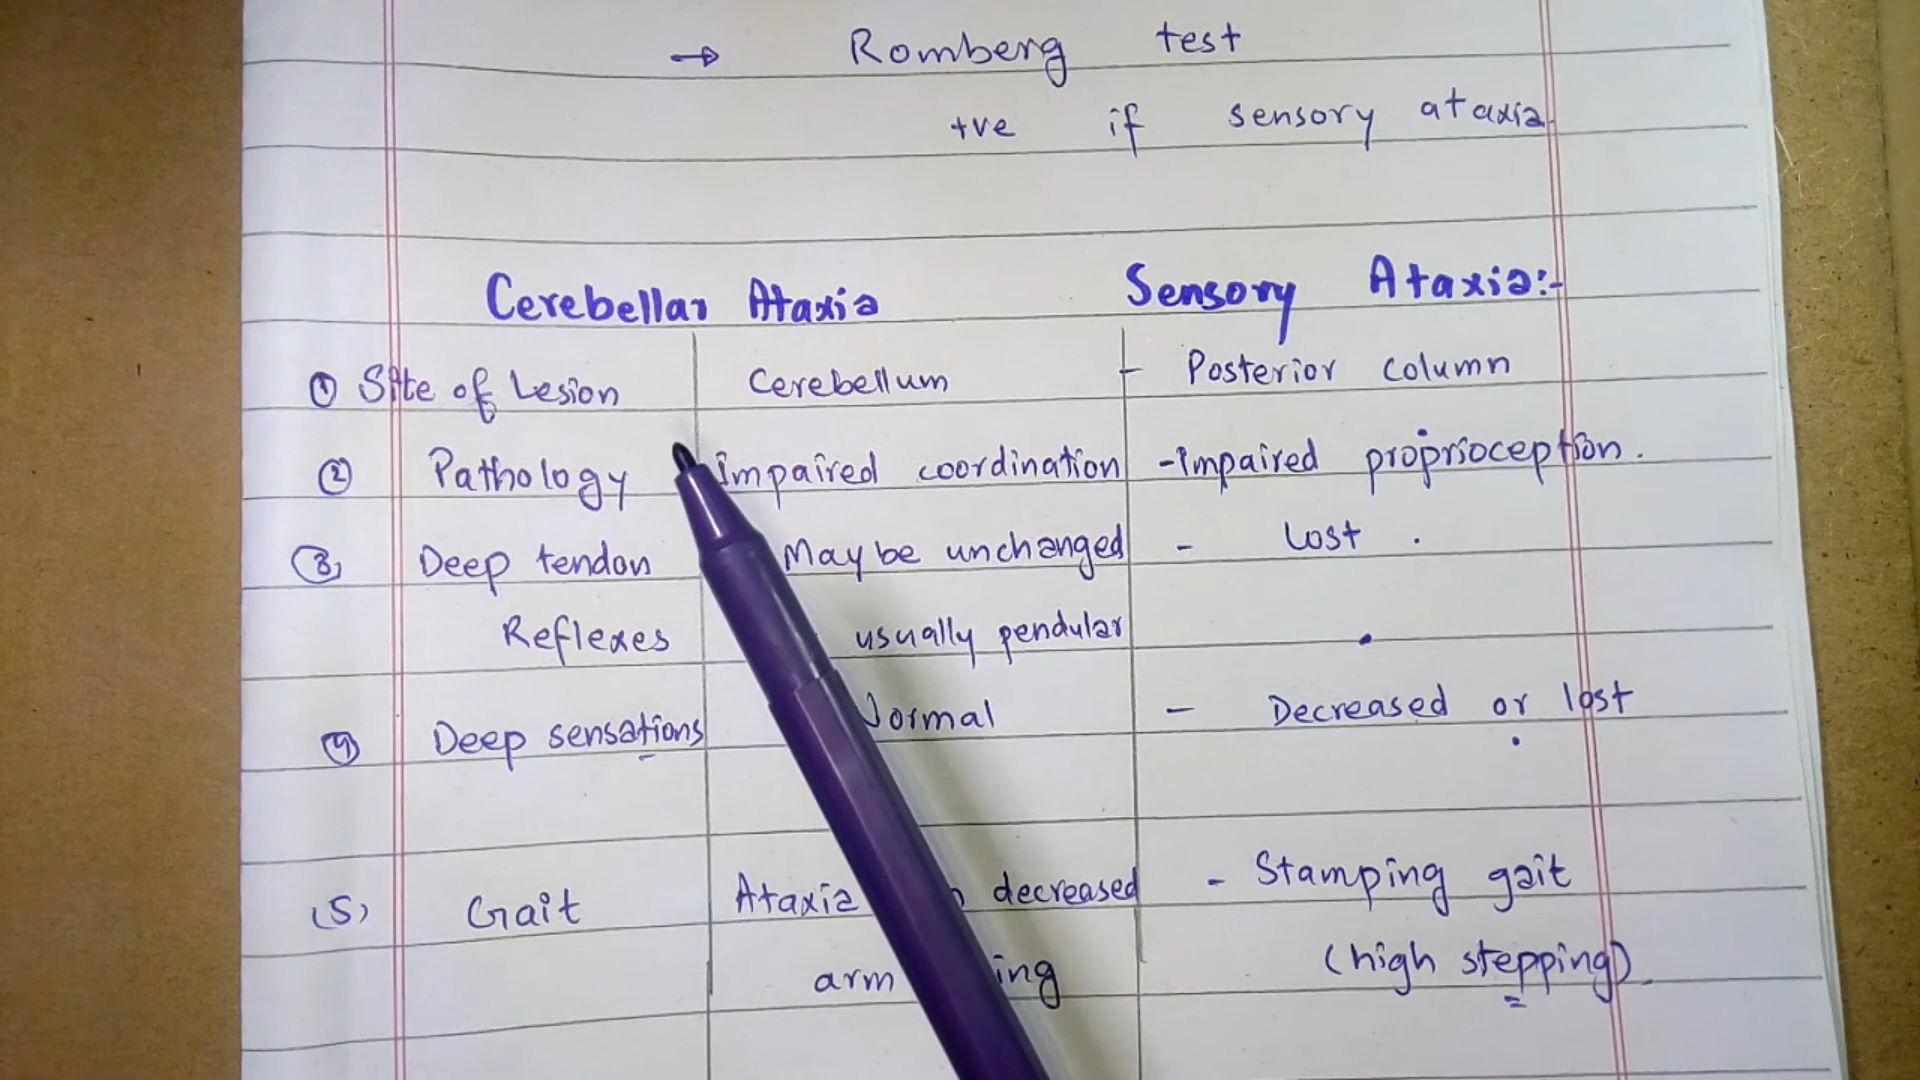 → Romberg test
+ve if sensory ataxia.
Cerebellar Ataxia Sensory Ataxia:-
① Site of Lesion Cerebellum - Posterior column
② Pathology Impaired coordination - Impaired proprioception.
③ Deep tendon May be unchanged - Lost .
Reflexes usually pendular
④ Deep sensations Normal - Decreased or lost
(5) Gait Ataxia decreased - Stamping gait
arm (high stepping)